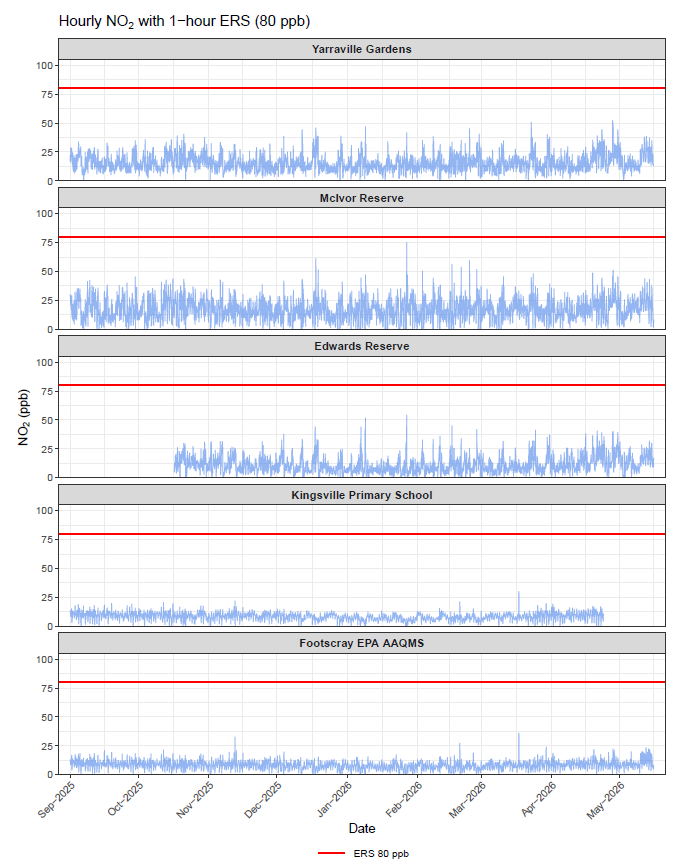 Hourly NO₂ with 1−hour ERS (80 ppb)
Yarraville Gardens
100
75
50
25
0
McIvor Reserve
100
75
50
25
0
Edwards Reserve
100
75
50
25
0
NO₂ (ppb)
Kingsville Primary School
100
75
50
25
0
Footscray EPA AAQMS
100
75
50
25
0
Sep−2025
Oct−2025
Nov−2025
Dec−2025
Jan−2026
Feb−2026
Mar−2026
Apr−2026
May−2026
Date
ERS 80 ppb